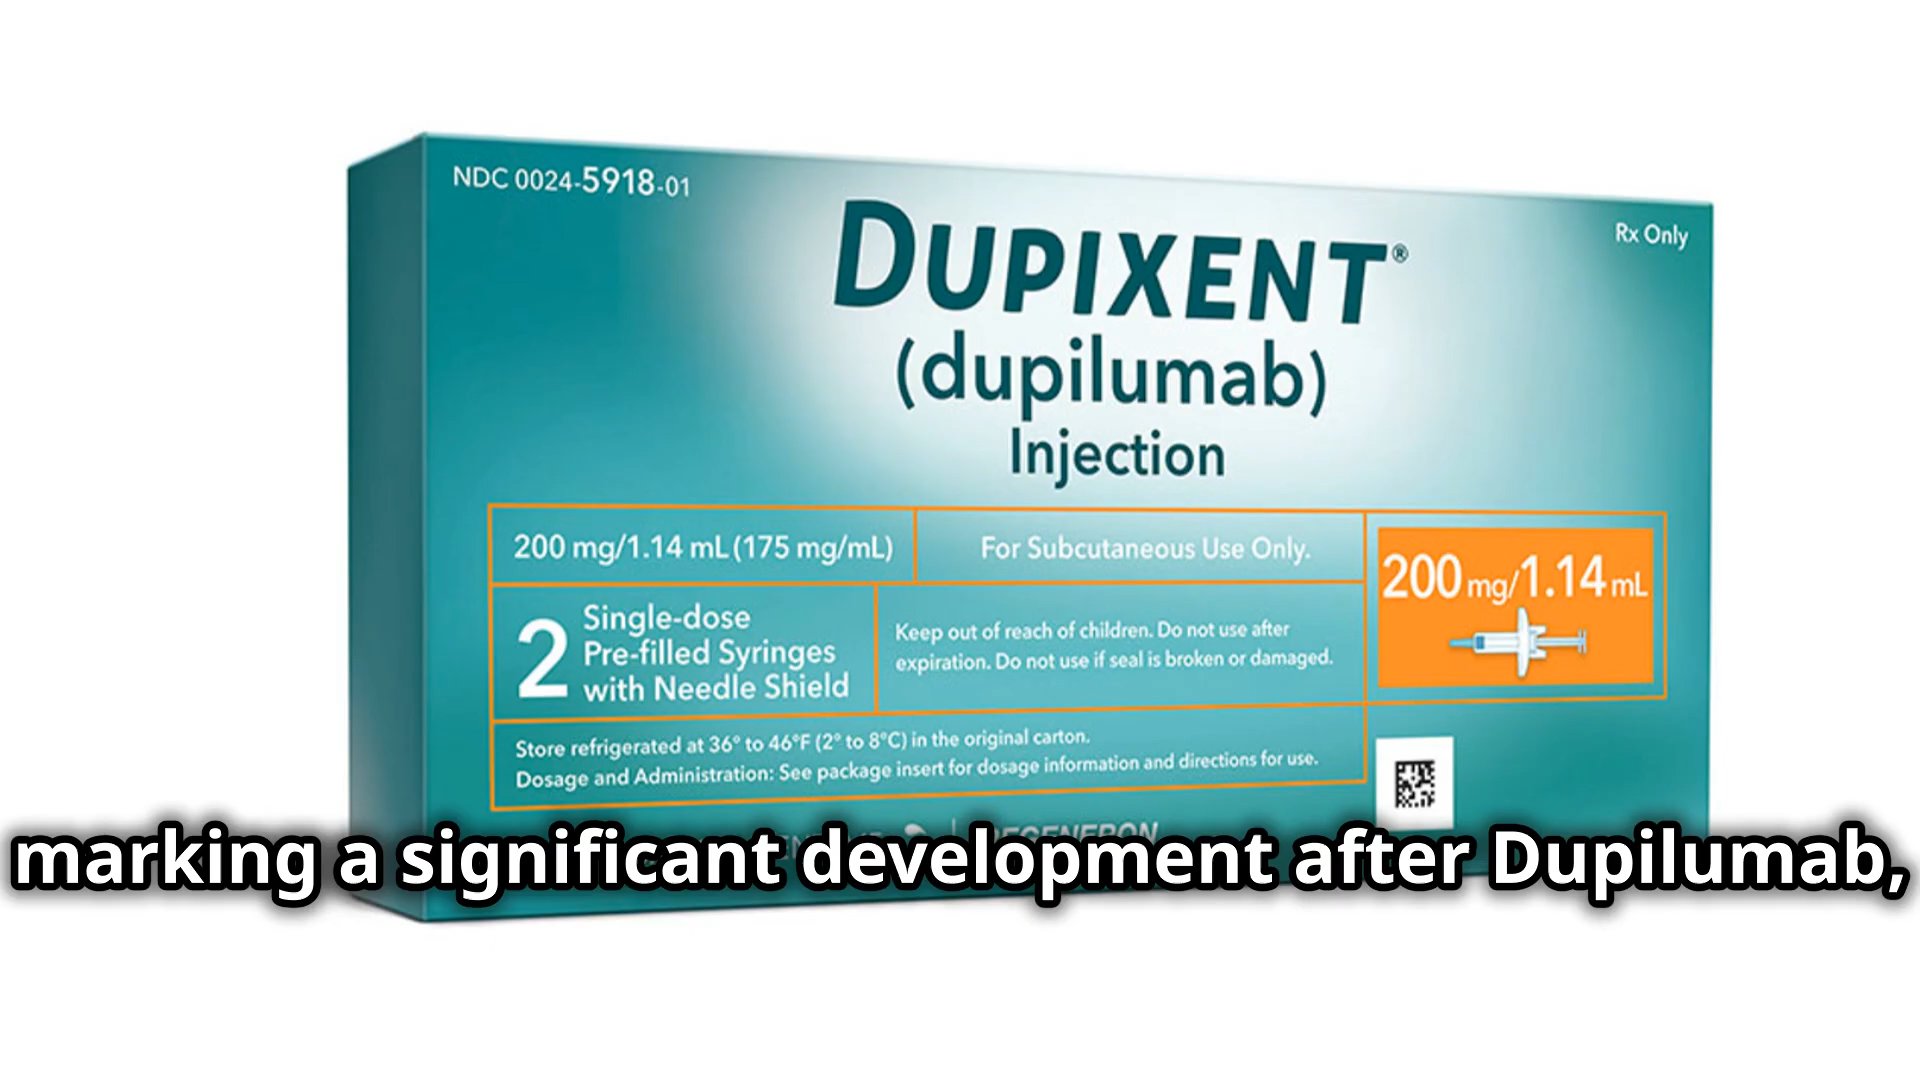 NDC 0024-5918-01
Rx Only
DUPIXENT®
(dupilumab)
Injection
200 mg/1.14 mL (175 mg/mL)
For Subcutaneous Use Only.
200 mg/1.14 mL
2 Single-dose
Pre-filled Syringes
with Needle Shield
Keep out of reach of children. Do not use after
expiration. Do not use if seal is broken or damaged.
Store refrigerated at 36° to 46°F (2° to 8°C) in the original carton.
Dosage and Administration: See package insert for dosage information and directions for use.
REGENERON
marking a significant development after Dupilumab,